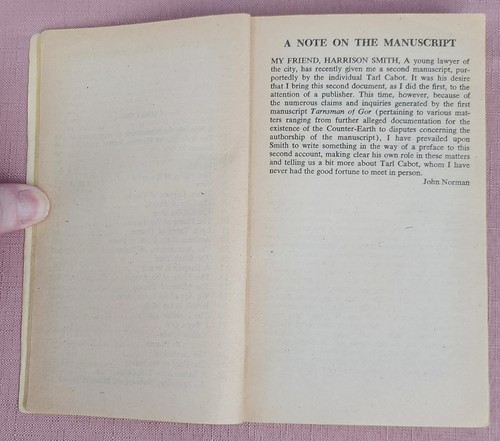 A NOTE ON THE MANUSCRIPT
MY FRIEND, HARRISON SMITH, A young lawyer of
the city, has recently given me a second manuscript, pur-
portedly by the individual Tarl Cabot. It was his desire
that I bring this second document, as I did the first, to the
attention of a publisher. This time, however, because of
the numerous claims and inquiries generated by the first
manuscript Tarnsman of Gor (pertaining to various mat-
ters ranging from further alleged documentation for the
existence of the Counter-Earth to disputes concerning the
authorship of the manuscript), I have prevailed upon
Smith to write something in the way of a preface to this
second account, making clear his own role in these matters
and telling us a bit more about Tarl Cabot, whom I have
never had the good fortune to meet in person.
John Norman